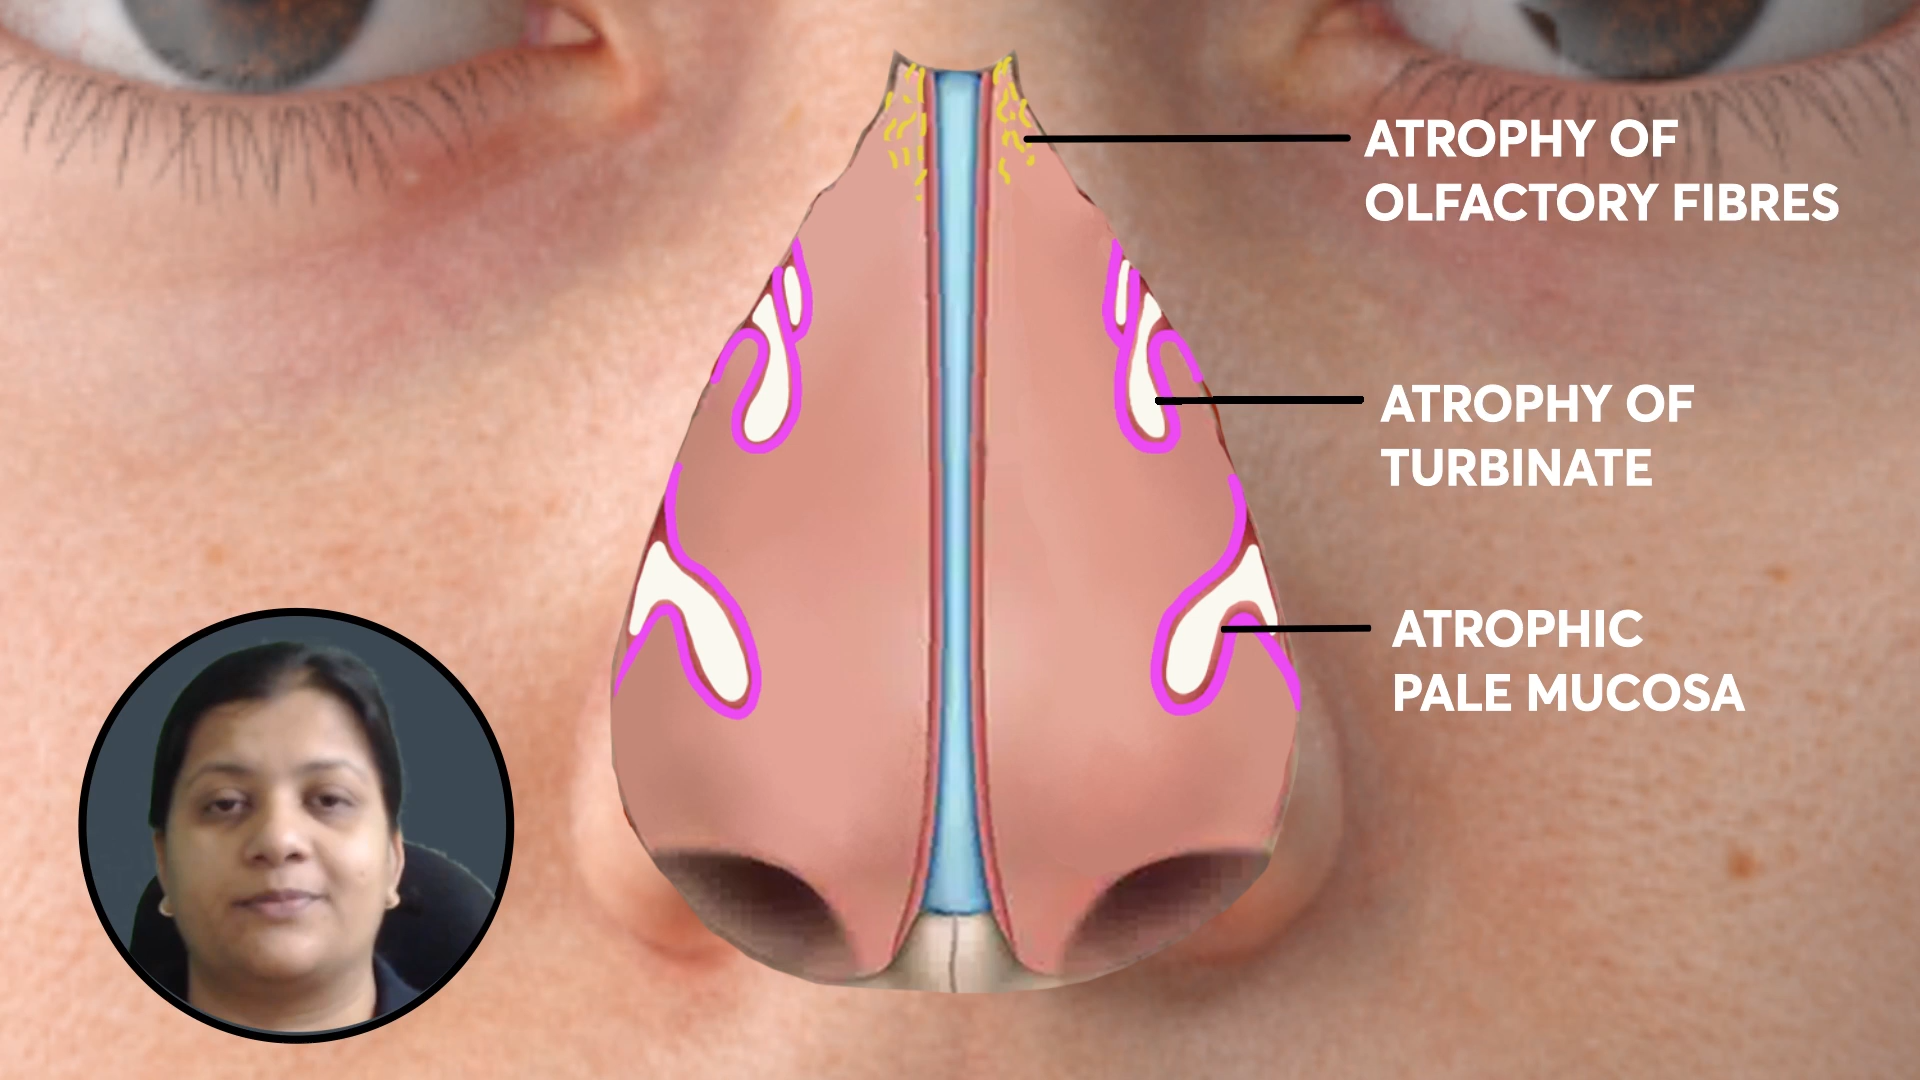 ATROPHY OF
OLFACTORY FIBRES
ATROPHY OF
TURBINATE
ATROPHIC
PALE MUCOSA